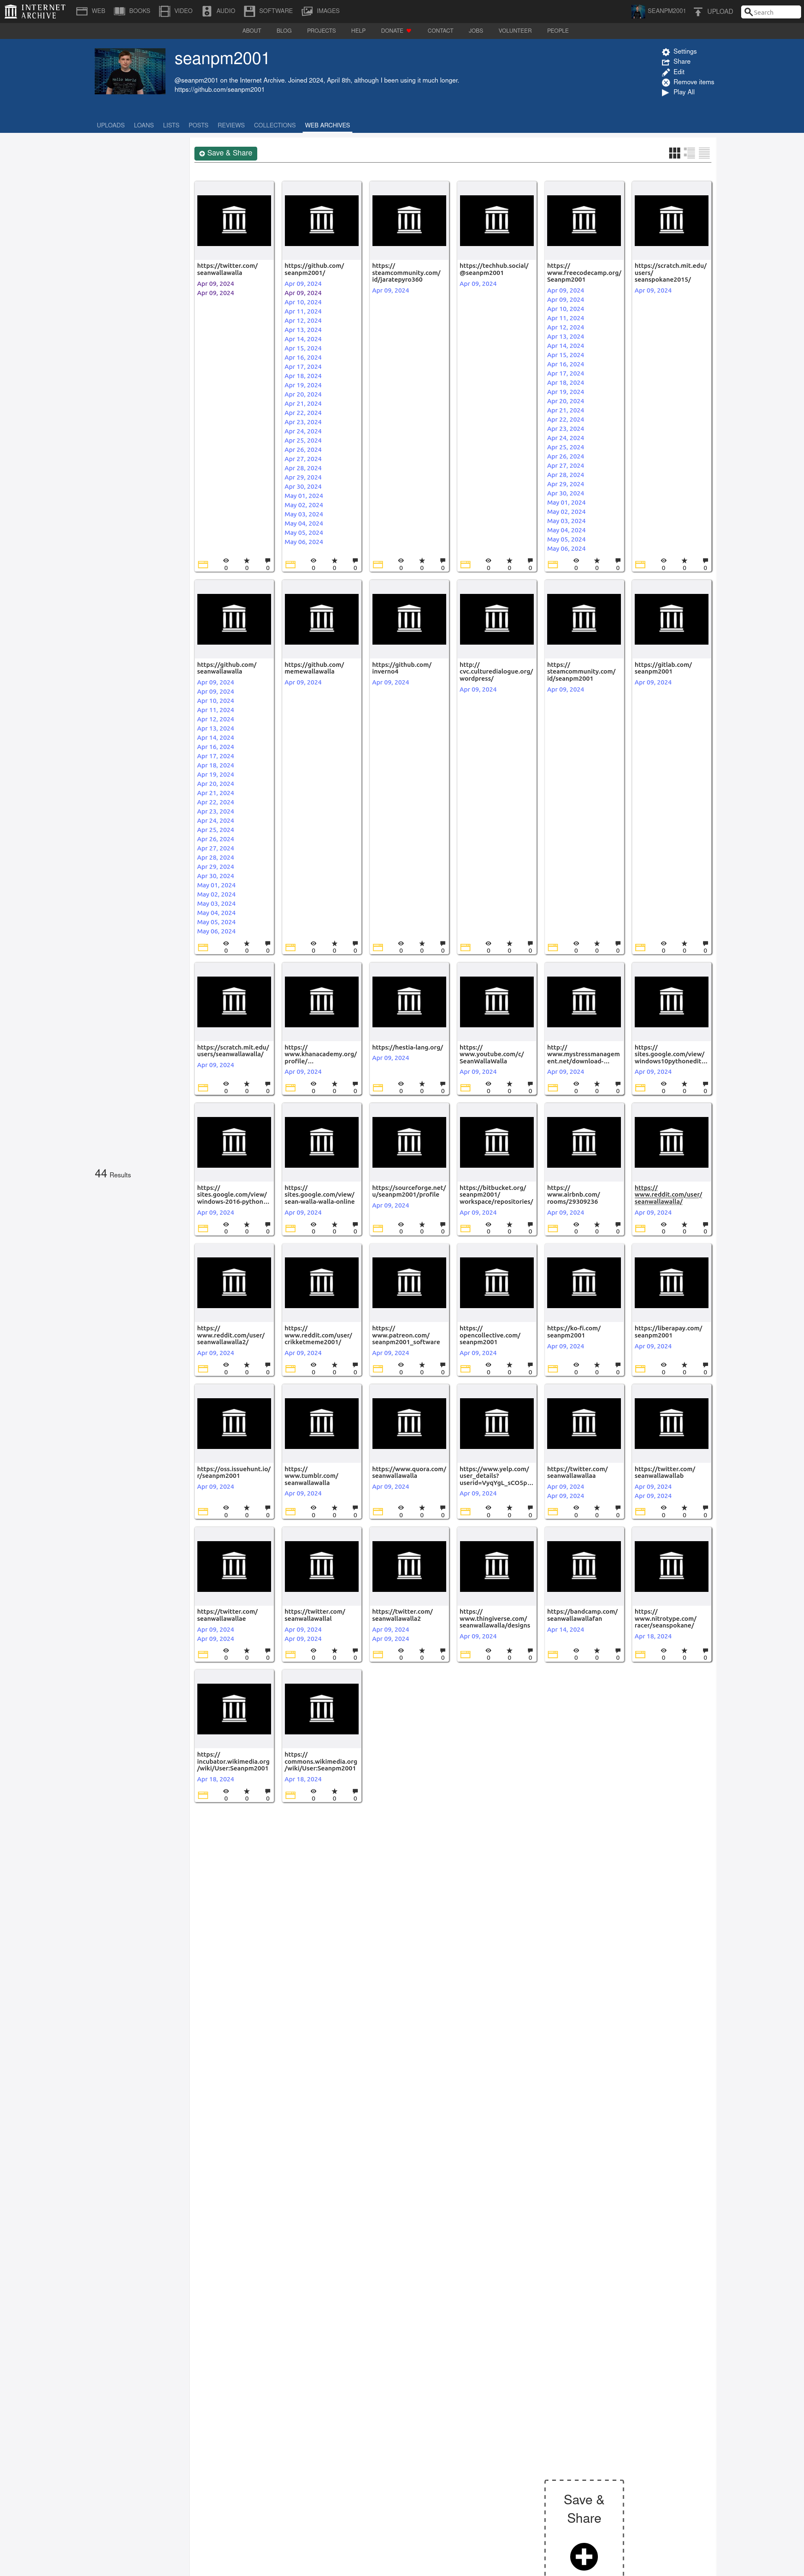 INTERNET ARCHIVE
WEB BOOKS VIDEO AUDIO SOFTWARE IMAGES
SEANPM2001 UPLOAD Search
ABOUT BLOG PROJECTS HELP DONATE CONTACT JOBS VOLUNTEER PEOPLE
seanpm2001
@seanpm2001 on the Internet Archive. Joined 2024, April 8th, although I been using it much longer.
https://github.com/seanpm2001
Settings
Share
Edit
Remove items
Play All
UPLOADS LOANS LISTS POSTS REVIEWS COLLECTIONS WEB ARCHIVES
44 Results
Save & Share
https://twitter.com/
seanwallawalla
Apr 09, 2024
Apr 09, 2024
0 0 0
https://github.com/
seanpm2001/
Apr 09, 2024
Apr 09, 2024
Apr 10, 2024
Apr 11, 2024
Apr 12, 2024
Apr 13, 2024
Apr 14, 2024
Apr 15, 2024
Apr 16, 2024
Apr 17, 2024
Apr 18, 2024
Apr 19, 2024
Apr 20, 2024
Apr 21, 2024
Apr 22, 2024
Apr 23, 2024
Apr 24, 2024
Apr 25, 2024
Apr 26, 2024
Apr 27, 2024
Apr 28, 2024
Apr 29, 2024
Apr 30, 2024
May 01, 2024
May 02, 2024
May 03, 2024
May 04, 2024
May 05, 2024
May 06, 2024
0 0 0
https://
steamcommunity.com/
id/jaratepyro360
Apr 09, 2024
0 0 0
https://techhub.social/
@seanpm2001
Apr 09, 2024
0 0 0
https://
www.freecodecamp.org/
Seanpm2001
Apr 09, 2024
Apr 09, 2024
Apr 10, 2024
Apr 11, 2024
Apr 12, 2024
Apr 13, 2024
Apr 14, 2024
Apr 15, 2024
Apr 16, 2024
Apr 17, 2024
Apr 18, 2024
Apr 19, 2024
Apr 20, 2024
Apr 21, 2024
Apr 22, 2024
Apr 23, 2024
Apr 24, 2024
Apr 25, 2024
Apr 26, 2024
Apr 27, 2024
Apr 28, 2024
Apr 29, 2024
Apr 30, 2024
May 01, 2024
May 02, 2024
May 03, 2024
May 04, 2024
May 05, 2024
May 06, 2024
0 0 0
https://scratch.mit.edu/
users/
seanspokane2015/
Apr 09, 2024
0 0 0
https://github.com/
seanwallawalla
Apr 09, 2024
Apr 09, 2024
Apr 10, 2024
Apr 11, 2024
Apr 12, 2024
Apr 13, 2024
Apr 14, 2024
Apr 16, 2024
Apr 17, 2024
Apr 18, 2024
Apr 19, 2024
Apr 20, 2024
Apr 21, 2024
Apr 22, 2024
Apr 23, 2024
Apr 24, 2024
Apr 25, 2024
Apr 26, 2024
Apr 27, 2024
Apr 28, 2024
Apr 29, 2024
Apr 30, 2024
May 01, 2024
May 02, 2024
May 03, 2024
May 04, 2024
May 05, 2024
May 06, 2024
0 0 0
https://github.com/
memewallawalla
Apr 09, 2024
0 0 0
https://github.com/
inverno4
Apr 09, 2024
0 0 0
http://
cvc.culturedialogue.org/
wordpress/
Apr 09, 2024
0 0 0
https://
steamcommunity.com/
id/seanpm2001
Apr 09, 2024
0 0 0
https://gitlab.com/
seanpm2001
Apr 09, 2024
0 0 0
https://scratch.mit.edu/
users/seanwallawalla/
Apr 09, 2024
0 0 0
https://
www.khanacademy.org/
profile/...
Apr 09, 2024
0 0 0
https://hestia-lang.org/
Apr 09, 2024
0 0 0
https://
www.youtube.com/c/
SeanWallaWalla
Apr 09, 2024
0 0 0
http://
www.mystressmanagem
ent.net/download-...
Apr 09, 2024
0 0 0
https://
sites.google.com/view/
windows10pythonedit...
Apr 09, 2024
0 0 0
https://
sites.google.com/view/
windows-2016-python...
Apr 09, 2024
0 0 0
https://
sites.google.com/view/
sean-walla-walla-online
Apr 09, 2024
0 0 0
https://sourceforge.net/
u/seanpm2001/profile
Apr 09, 2024
0 0 0
https://bitbucket.org/
seanpm2001/
workspace/repositories/
Apr 09, 2024
0 0 0
https://
www.airbnb.com/
rooms/29309236
Apr 09, 2024
0 0 0
https://
www.reddit.com/user/
seanwallawalla/
Apr 09, 2024
0 0 0
https://
www.reddit.com/user/
seanwallawalla2/
Apr 09, 2024
0 0 0
https://
www.reddit.com/user/
crikketmeme2001/
Apr 09, 2024
0 0 0
https://
www.patreon.com/
seanpm2001_software
Apr 09, 2024
0 0 0
https://
opencollective.com/
seanpm2001
Apr 09, 2024
0 0 0
https://ko-fi.com/
seanpm2001
Apr 09, 2024
0 0 0
https://liberapay.com/
seanpm2001
Apr 09, 2024
0 0 0
https://oss.issuehunt.io/
r/seanpm2001
Apr 09, 2024
0 0 0
https://
www.tumblr.com/
seanwallawalla
Apr 09, 2024
0 0 0
https://www.quora.com/
seanwallawalla
Apr 09, 2024
0 0 0
https://www.yelp.com/
user_details?
userid=VyqYgL_sCO5p...
Apr 09, 2024
0 0 0
https://twitter.com/
seanwallawallaa
Apr 09, 2024
Apr 09, 2024
0 0 0
https://twitter.com/
seanwallawallab
Apr 09, 2024
Apr 09, 2024
0 0 0
https://twitter.com/
seanwallawallae
Apr 09, 2024
Apr 09, 2024
0 0 0
https://twitter.com/
seanwallawallal
Apr 09, 2024
Apr 09, 2024
0 0 0
https://twitter.com/
seanwallawalla2
Apr 09, 2024
Apr 09, 2024
0 0 0
https://
www.thingiverse.com/
seanwallawalla/designs
Apr 09, 2024
0 0 0
https://bandcamp.com/
seanwallawallafan
Apr 14, 2024
0 0 0
https://
www.nitrotype.com/
racer/seanspokane/
Apr 18, 2024
0 0 0
https://
incubator.wikimedia.org
/wiki/User:Seanpm2001
Apr 18, 2024
0 0 0
https://
commons.wikimedia.org
/wiki/User:Seanpm2001
Apr 18, 2024
0 0 0
Save &
Share